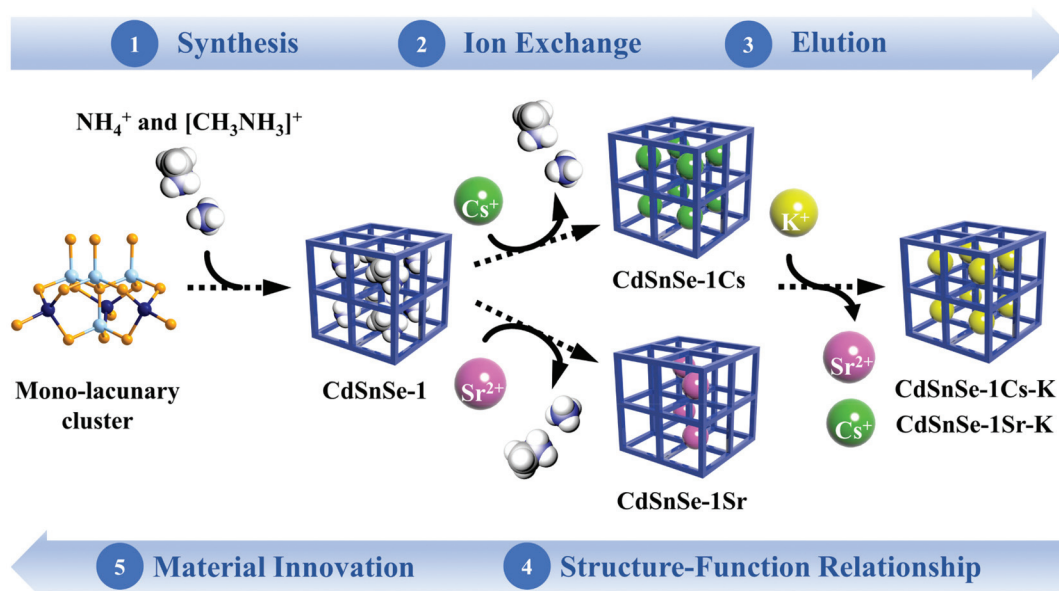 1 Synthesis
2 Ion Exchange
3 Elution
NH₄⁺ and [CH₃NH₃]⁺
Cs⁺
K⁺
CdSnSe-1Cs
Mono-lacunary
cluster
CdSnSe-1
Sr²⁺
CdSnSe-1Sr
Sr²⁺
Cs⁺
CdSnSe-1Cs-K
CdSnSe-1Sr-K
5 Material Innovation
4 Structure-Function Relationship